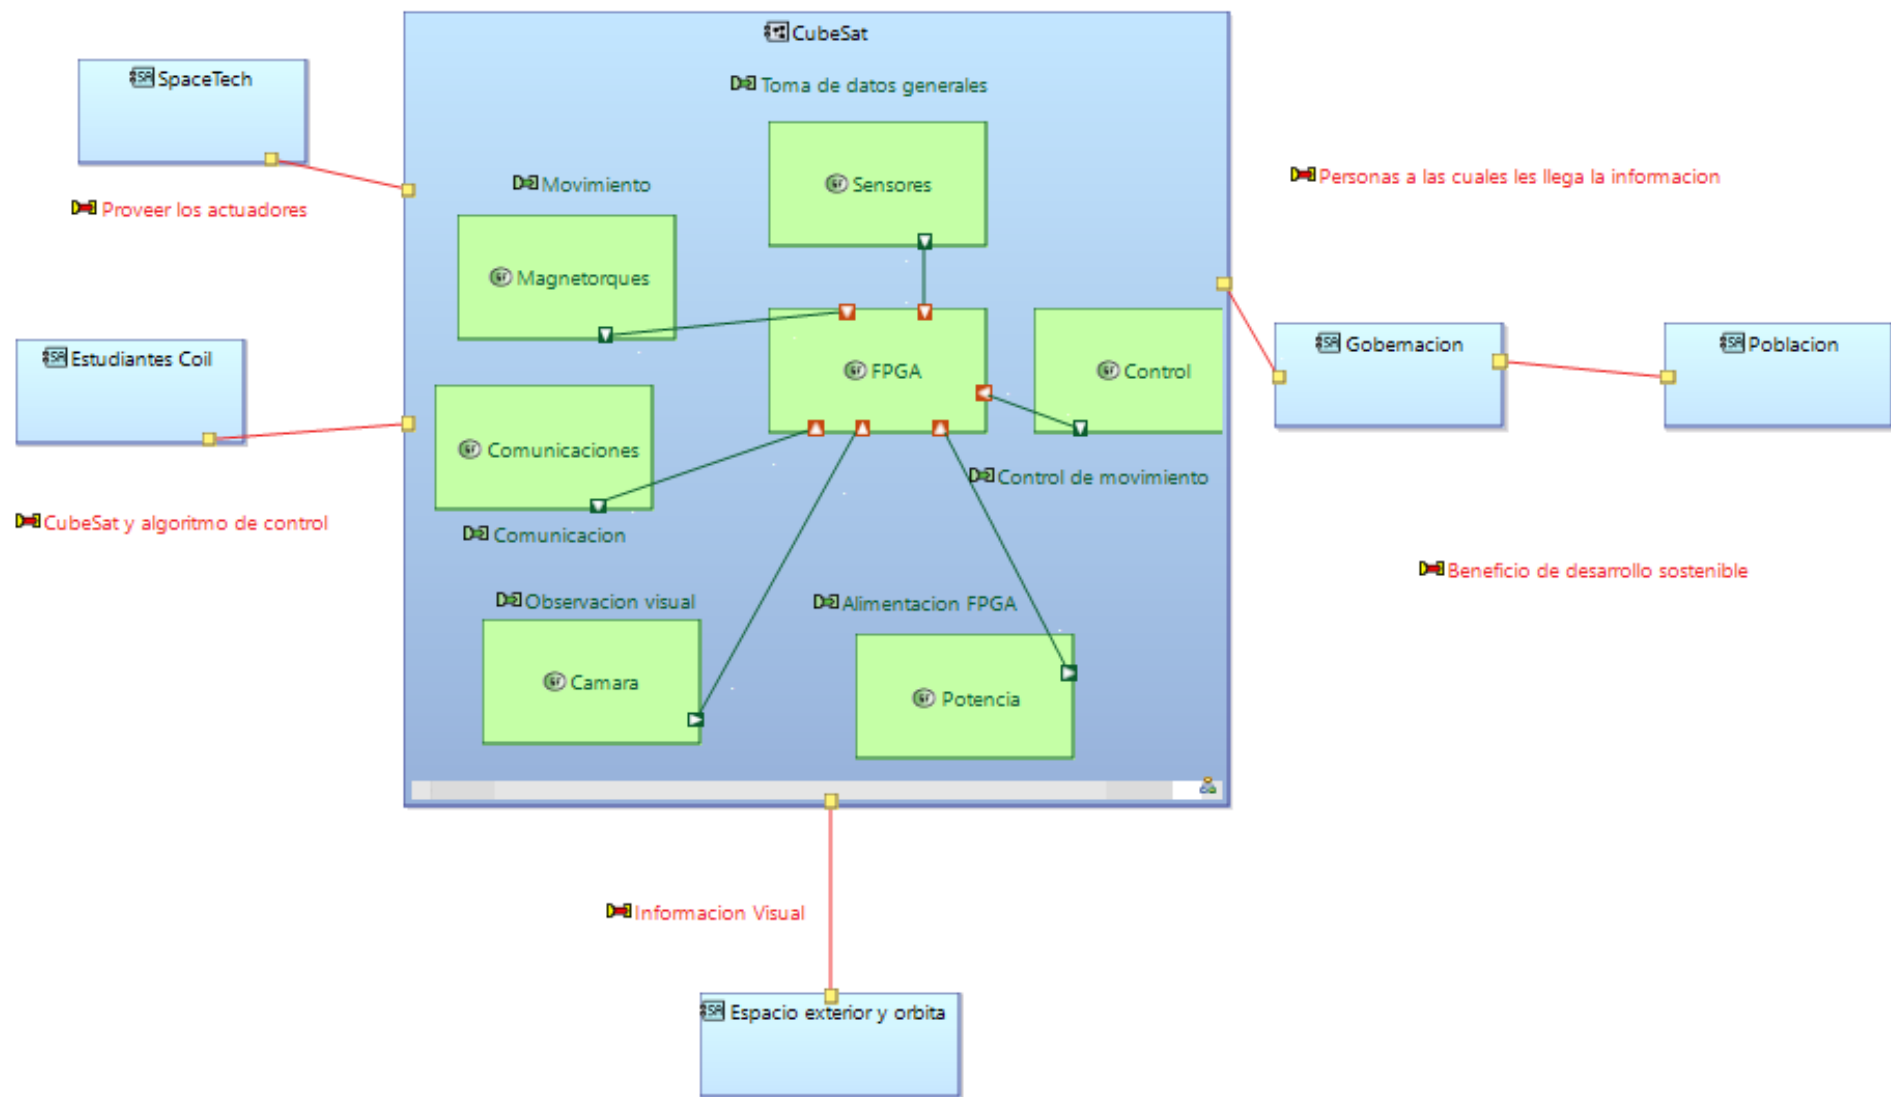 CubeSat
SpaceTech
Toma de datos generales
Movimiento
Sensores
Personas a las cuales les llega la informacion
Proveer los actuadores
Magnetorques
Estudiantes Coil
FPGA
Control
Gobernacion
Poblacion
Comunicaciones
Control de movimiento
CubeSat y algoritmo de control
Comunicacion
Beneficio de desarrollo sostenible
Observacion visual
Alimentacion FPGA
Camara
Potencia
Informacion Visual
Espacio exterior y orbita